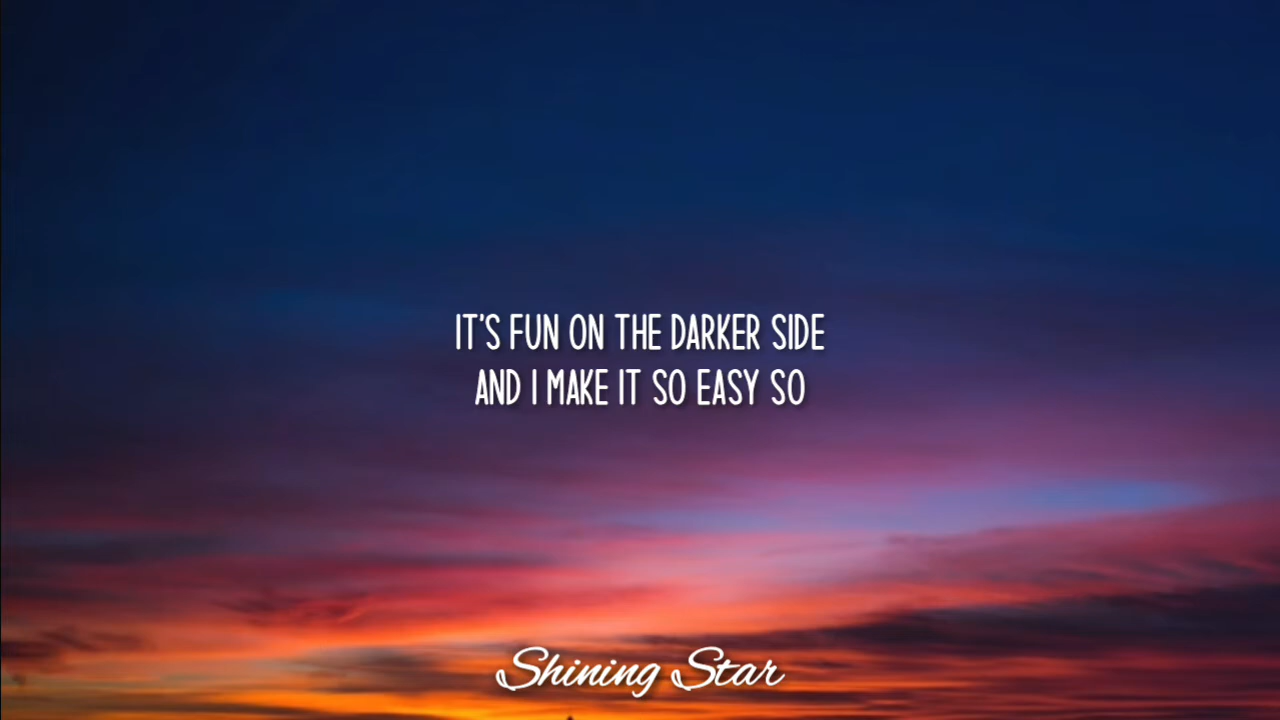 IT'S FUN ON THE DARKER SIDE
AND I MAKE IT SO EASY SO
Shining Star